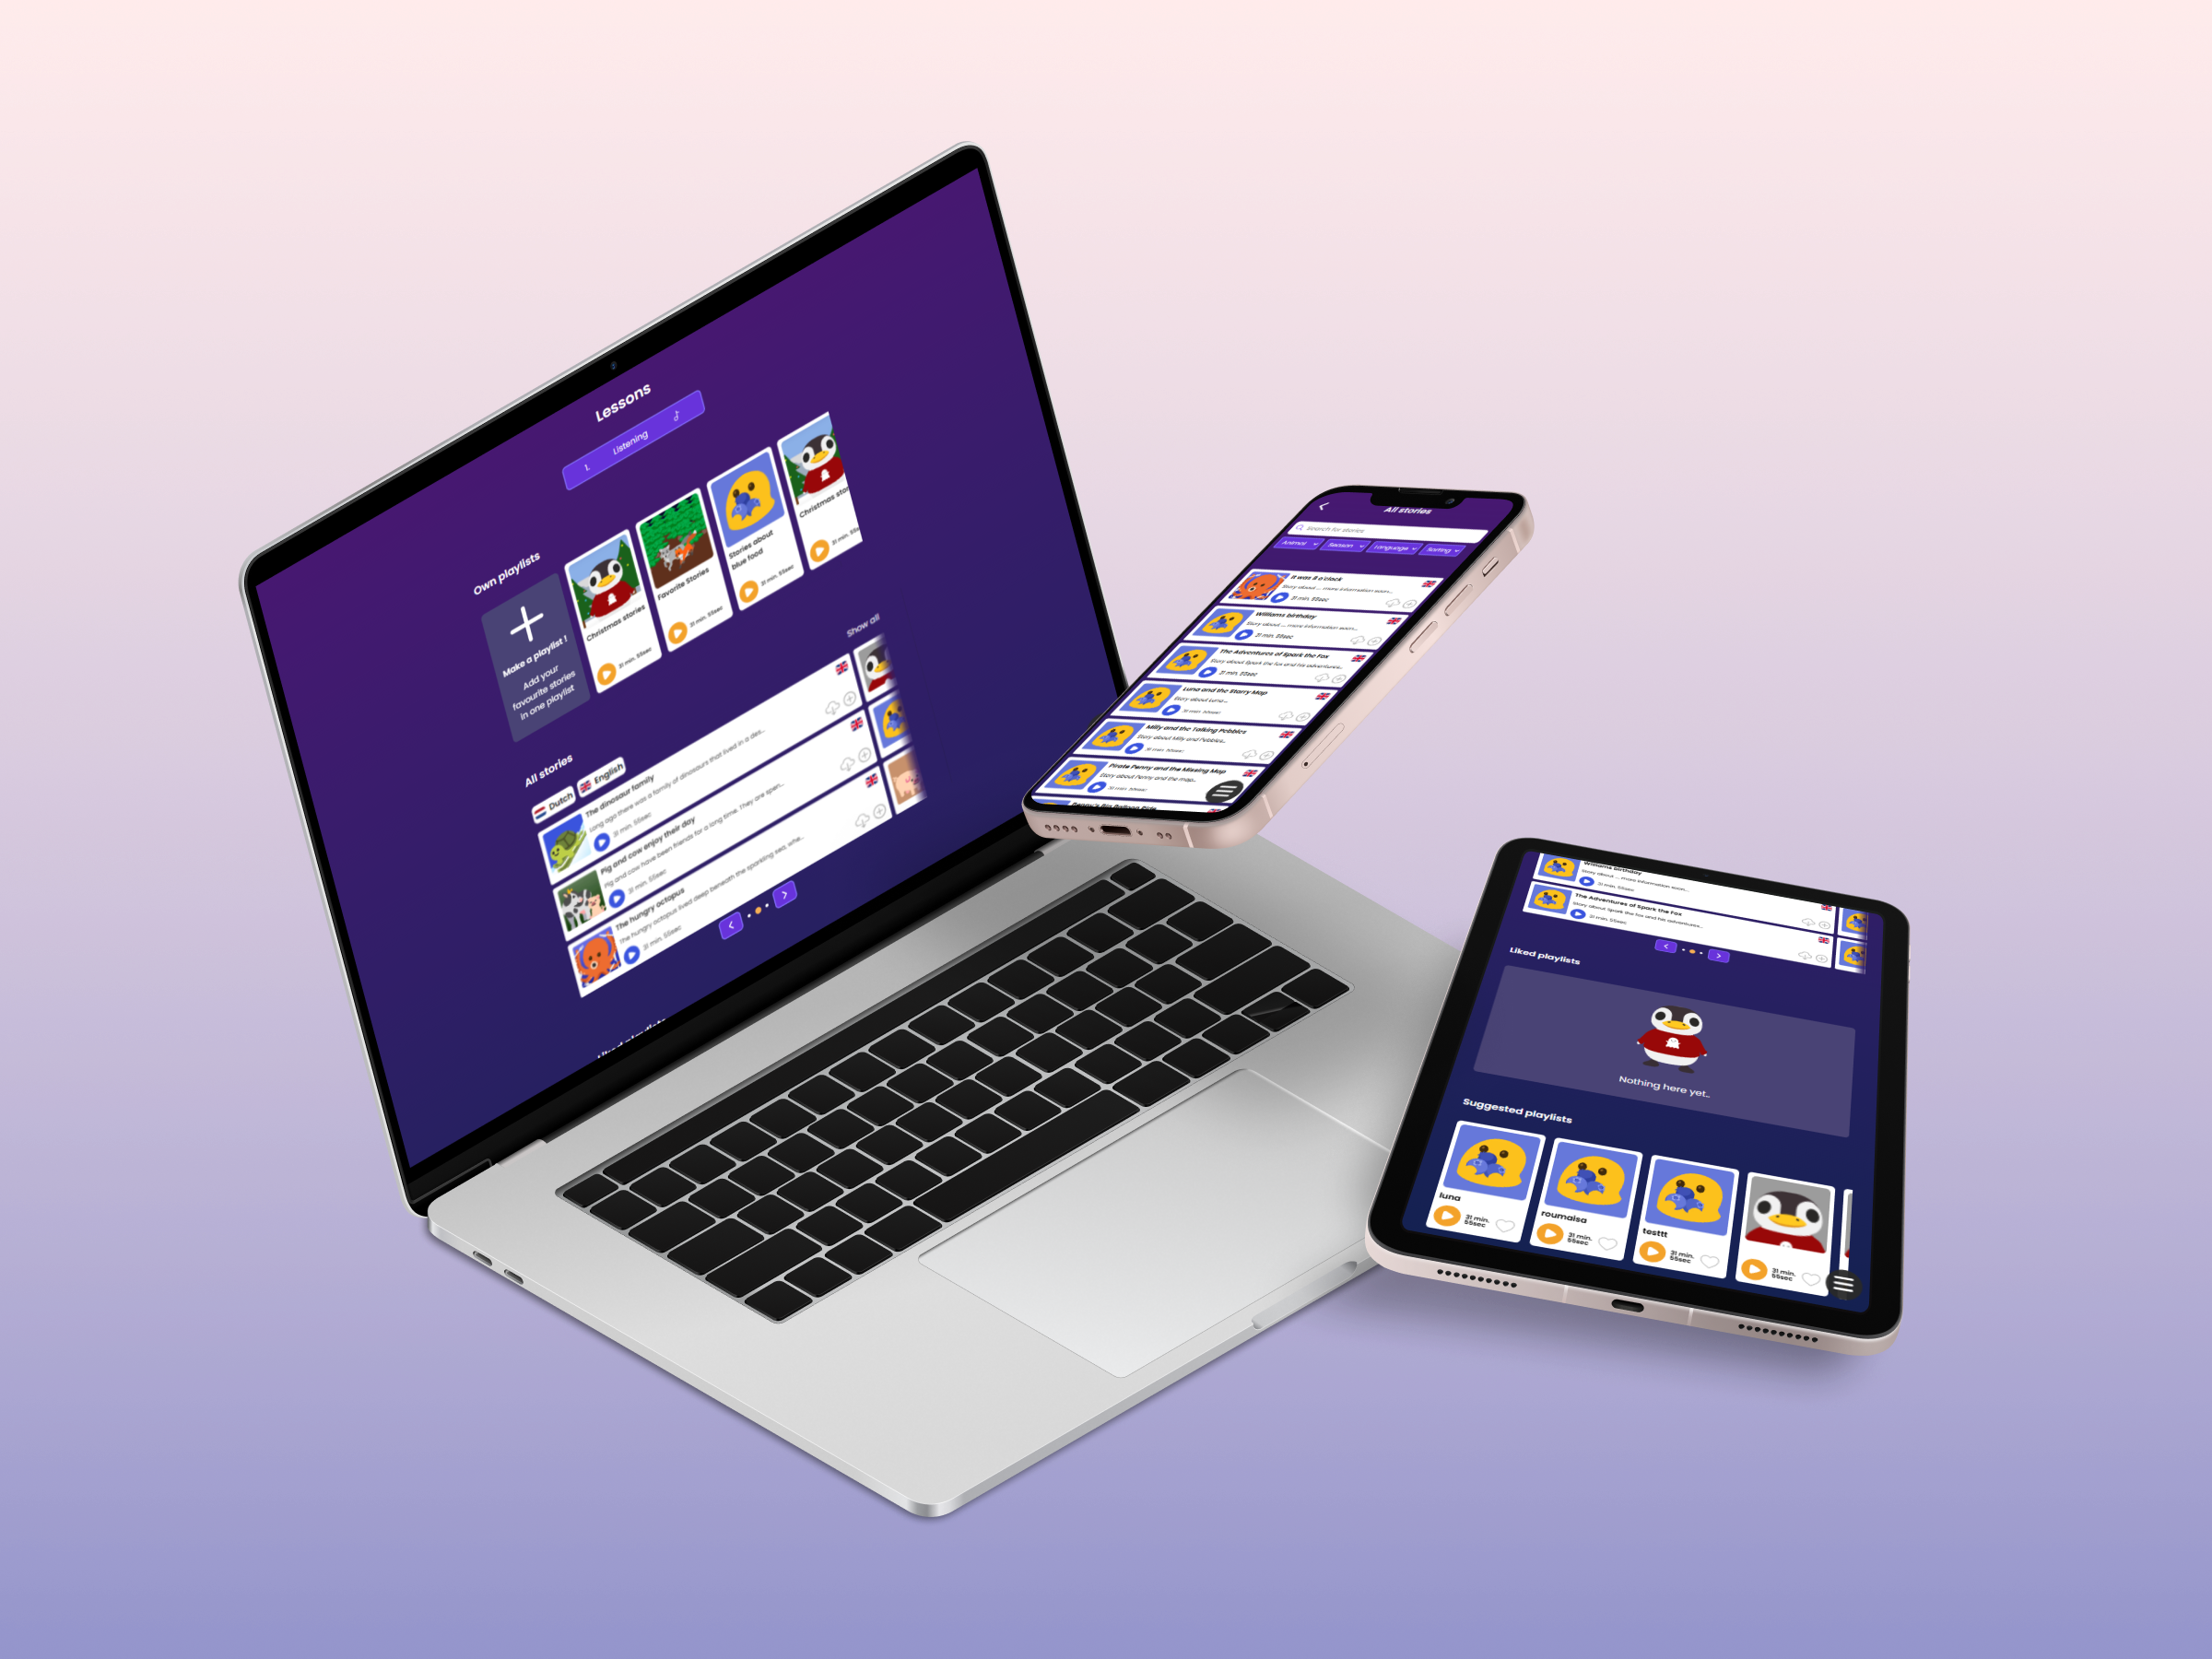 Lessons
1. Listening
Own playlists
Make a playlist !
Add your
favourite stories
in one playlist
Christmas stories
31 min. 55sec
Favorite Stories
31 min. 55sec
Stories about
blue food
31 min. 55sec
Christmas stor
31 min. 55s
All stories
Show all
Dutch
English
The dinosaur family
Long ago there was a family of dinosaurs that lived in a des...
31 min. 55sec
Pig and cow enjoy their day
Pig and cow have been friends for a long time. They are spen...
31 min. 55sec
The hungry octopus
The hungry octopus lived deep beneath the sparkling sea, whe...
31 min. 55sec
All stories
Search for stories
Animal
Season
Language
Sorting
It was 8 o'clock
Story about ... more information soon...
31 min. 55sec
Williams birthday
Story about ... more information soon...
31 min. 55sec
The Adventures of Spark the Fox
Story about Spark the fox and his adventures..
31 min. 55sec
Luna and the Starry Map
Story about Luna...
31 min. 55sec
Milly and the Talking Pebbles
Story about Milly and Pebbles..
31 min. 55sec
Pirate Penny and the Missing Map
Story about Penny and the map..
31 min. 55sec
Williams birthday
Story about ... more information soon...
31 min. 55sec
The Adventures of Spark the Fox
Story about Spark the fox and his adventures..
31 min. 55sec
Liked playlists
Nothing here yet..
Suggested playlists
luna
31 min.
55sec
roumaisa
31 min.
55sec
testtt
31 min.
55sec
31 min.
55sec